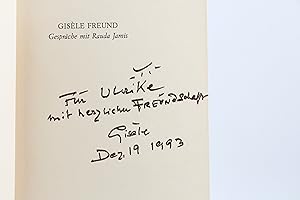 GISÈLE FREUND
Gespräche mit Rauda Jamis
Für Ulrike
mit herzlicher FREUNDSCHAFT
Gisèle
Dez. 19 1993